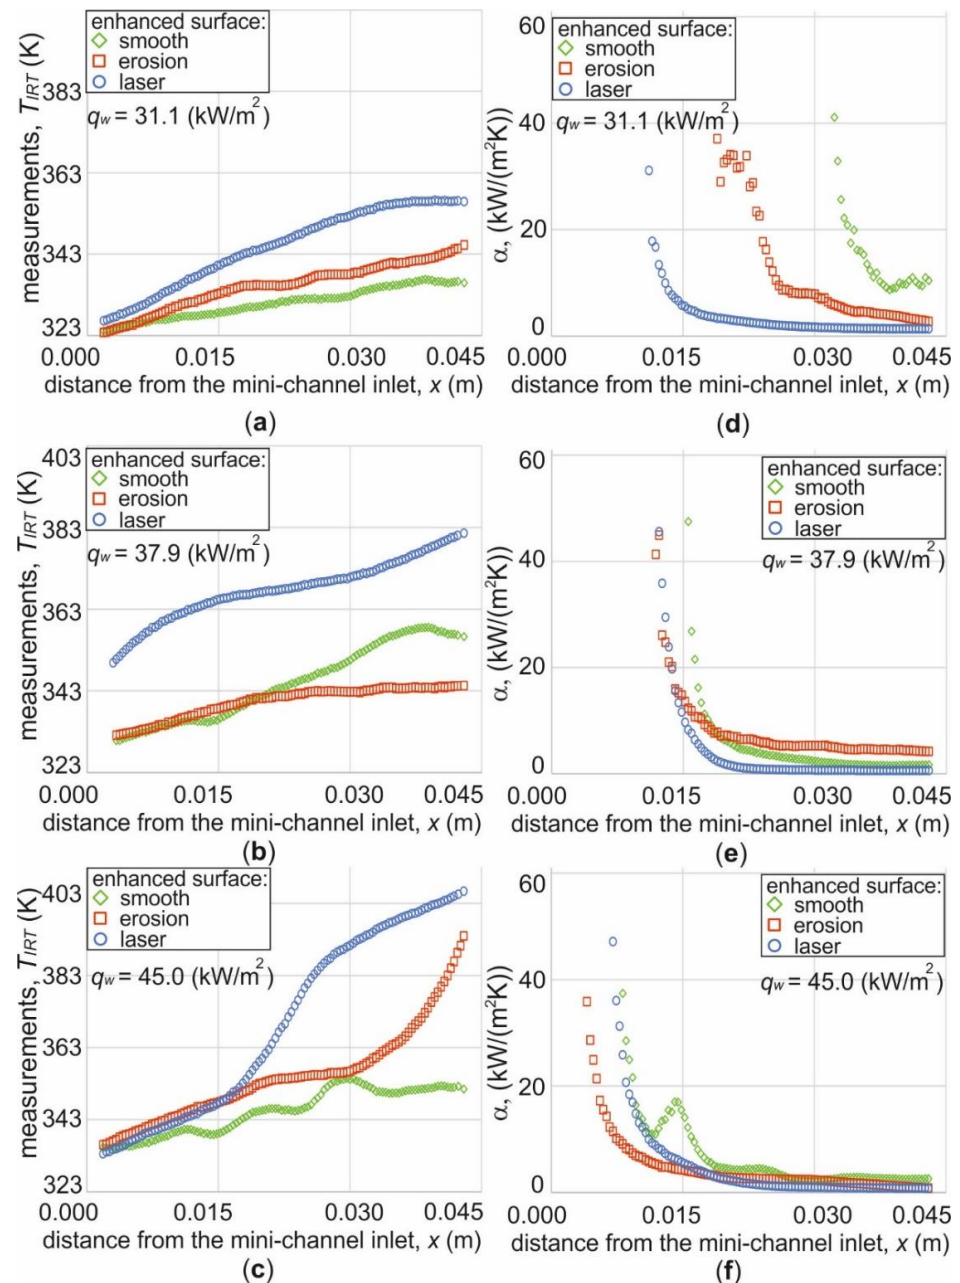 measurements, T_IRT (K)
enhanced surface:
smooth
erosion
laser
q_w = 31.1 (kW/m²)
383
363
343
323
0.000 0.015 0.030 0.045
distance from the mini-channel inlet, x (m)
(a)
α, (kW/(m²K))
60
enhanced surface:
smooth
erosion
laser
q_w = 31.1 (kW/m²)
40
20
0
0.000 0.015 0.030 0.045
distance from the mini-channel inlet, x (m)
(d)
measurements, T_IRT (K)
403
enhanced surface:
smooth
erosion
laser
383
q_w = 37.9 (kW/m²)
363
343
323
0.000 0.015 0.030 0.045
distance from the mini-channel inlet, x (m)
(b)
α, (kW/(m²K))
60
enhanced surface:
smooth
erosion
laser
q_w = 37.9 (kW/m²)
40
20
0
0.000 0.015 0.030 0.045
distance from the mini-channel inlet, x (m)
(e)
measurements, T_IRT (K)
enhanced surface:
403
smooth
erosion
laser
383
q_w = 45.0 (kW/m²)
363
343
323
0.000 0.015 0.030 0.045
distance from the mini-channel inlet, x (m)
(c)
α, (kW/(m²K))
60
enhanced surface:
smooth
erosion
laser
q_w = 45.0 (kW/m²)
40
20
0
0.000 0.015 0.030 0.045
distance from the mini-channel inlet, x (m)
(f)